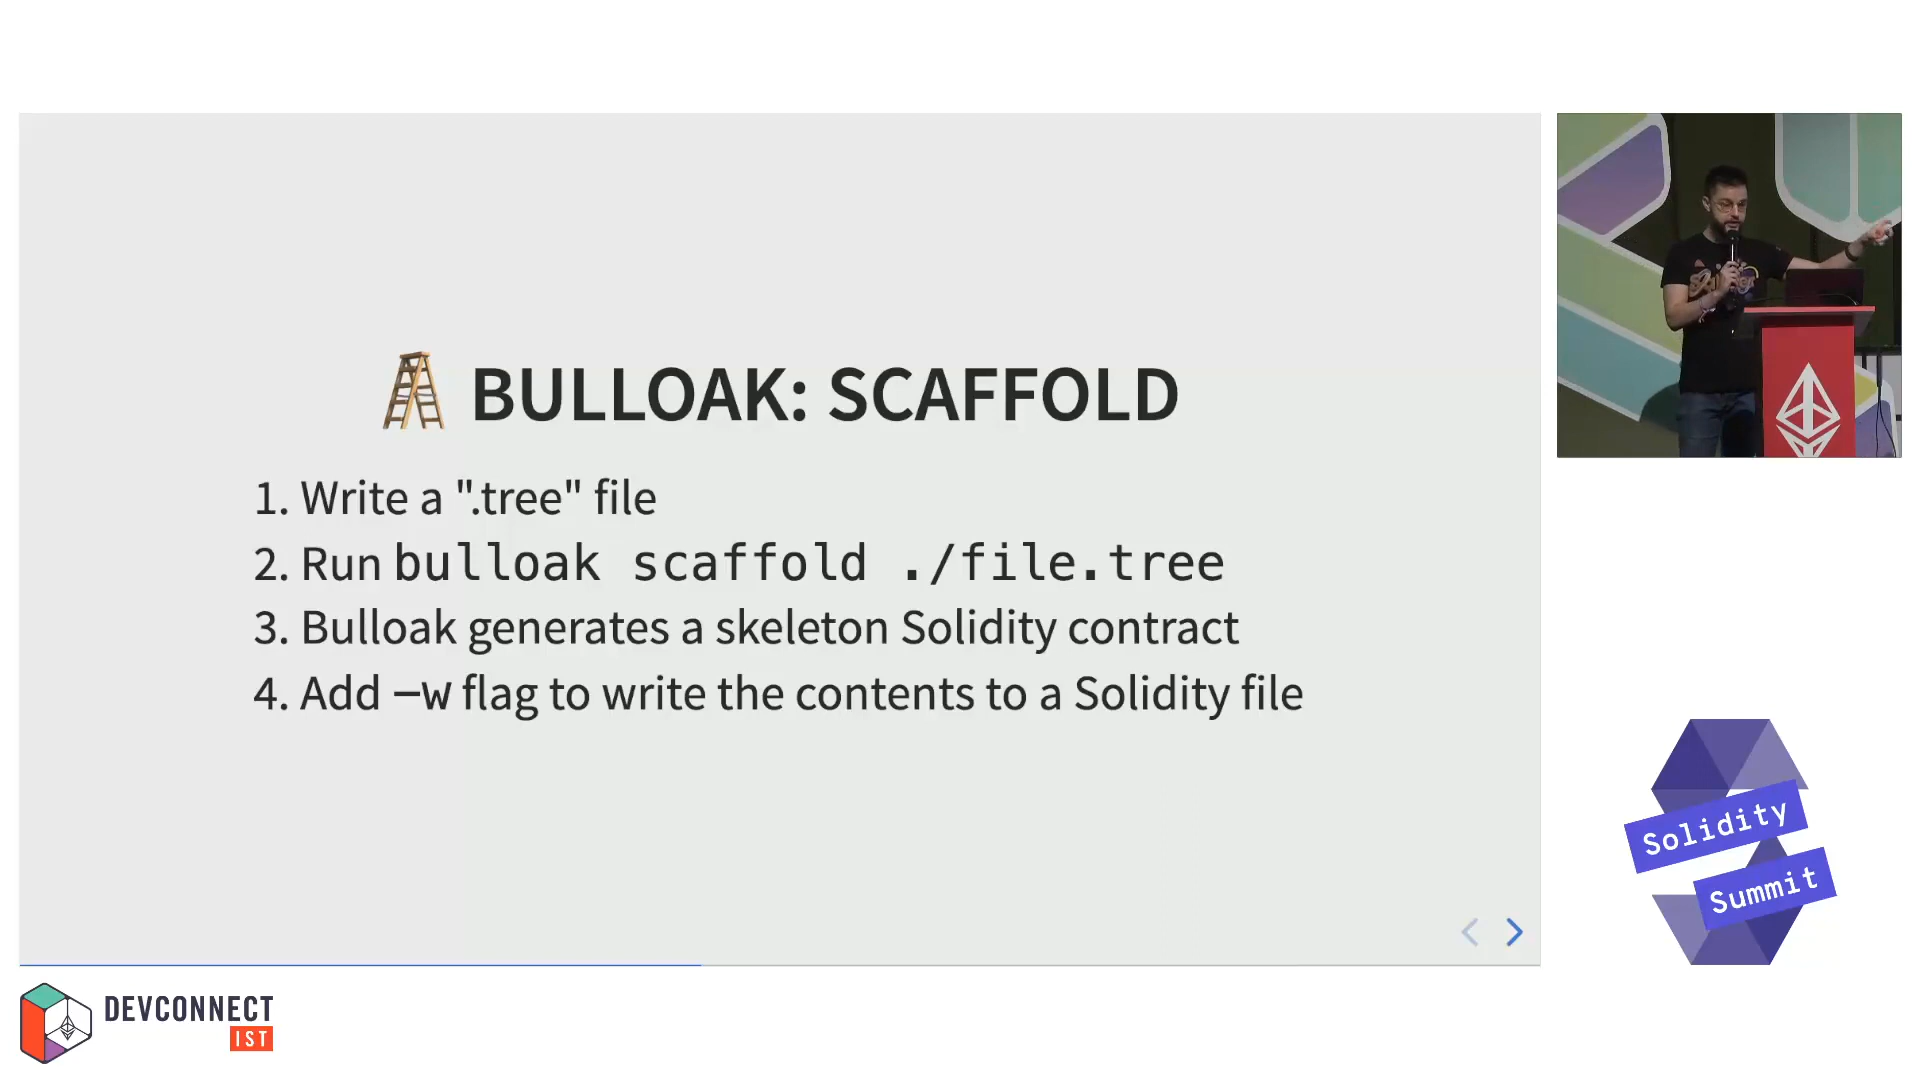 BULLOAK: SCAFFOLD
1. Write a ".tree" file
2. Run bulloak scaffold ./file.tree
3. Bulloak generates a skeleton Solidity contract
4. Add –w flag to write the contents to a Solidity file
Solidity
Summit
DEVCONNECT
IST